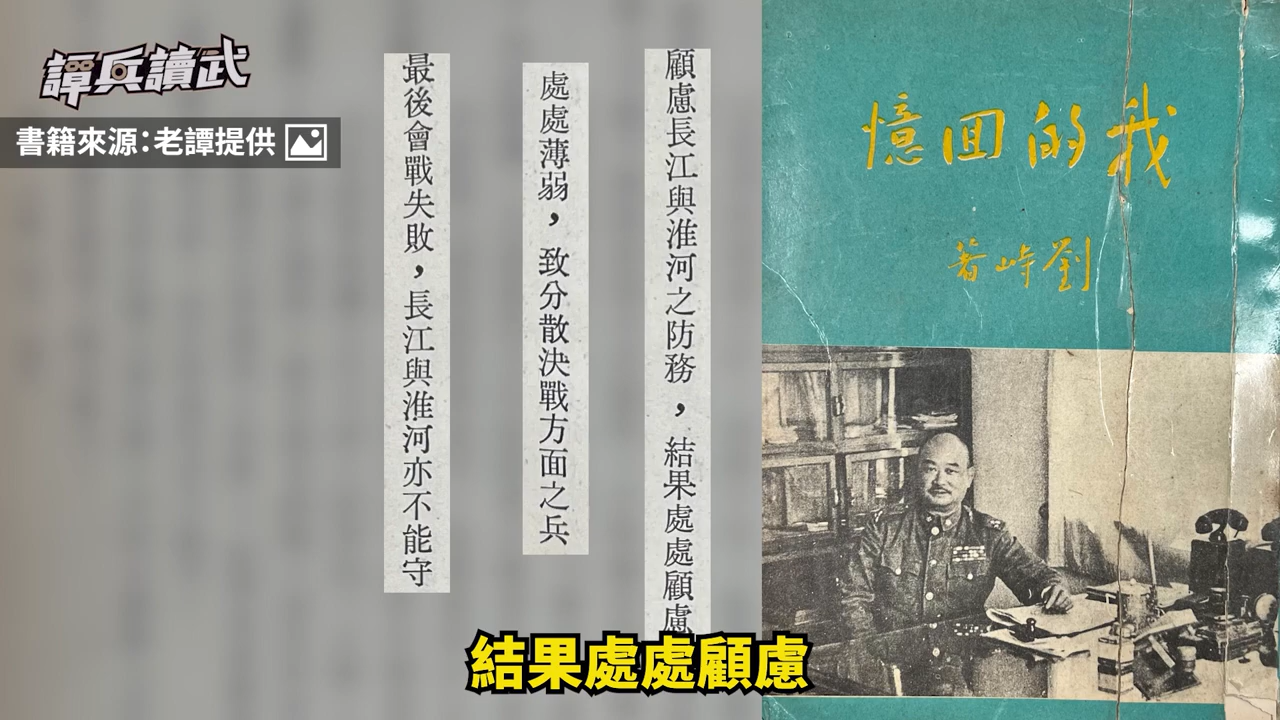 譚兵讀武
書籍來源：老譚提供
顧慮長江與淮河之防務，結果處處顧慮
處處薄弱，致分散決戰方面之兵
最後會戰失敗，長江與淮河亦不能守
我的回憶
劉峙著
結果處處顧慮